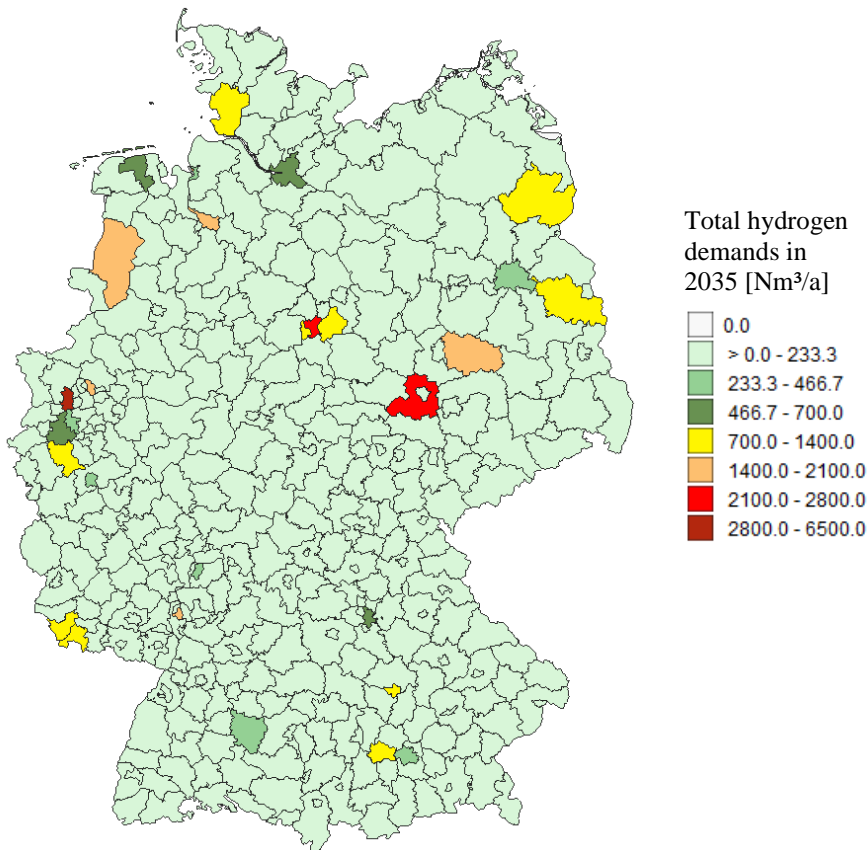 Total hydrogen
demands in
2035 [Nm³/a]
0.0
> 0.0 - 233.3
233.3 - 466.7
466.7 - 700.0
700.0 - 1400.0
1400.0 - 2100.0
2100.0 - 2800.0
2800.0 - 6500.0